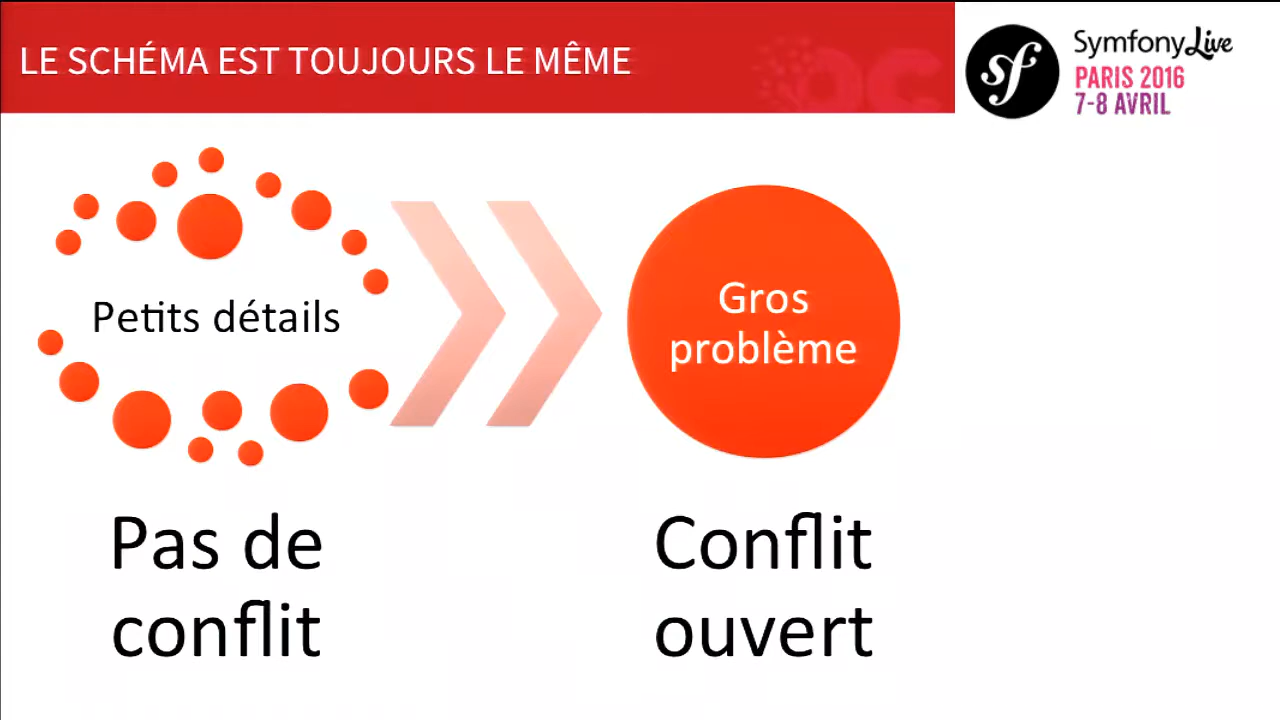 LE SCHÉMA EST TOUJOURS LE MÊME
sf
SymfonyLive
PARIS 2016
7-8 AVRIL
Petits détails
Gros
problème
Pas de
conflit
Conflit
ouvert